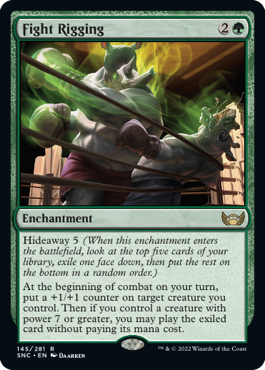 Fight Rigging 2
Enchantment
Hideaway 5 (When this enchantment enters
the battlefield, look at the top five cards of your
library, exile one face down, then put the rest on
the bottom in a random order.)
At the beginning of combat on your turn,
put a +1/+1 counter on target creature you
control. Then if you control a creature with
power 7 or greater, you may play the exiled
card without paying its mana cost.
145/281 R
SNC • EN DAARKEN
™ & © 2022 Wizards of the Coast